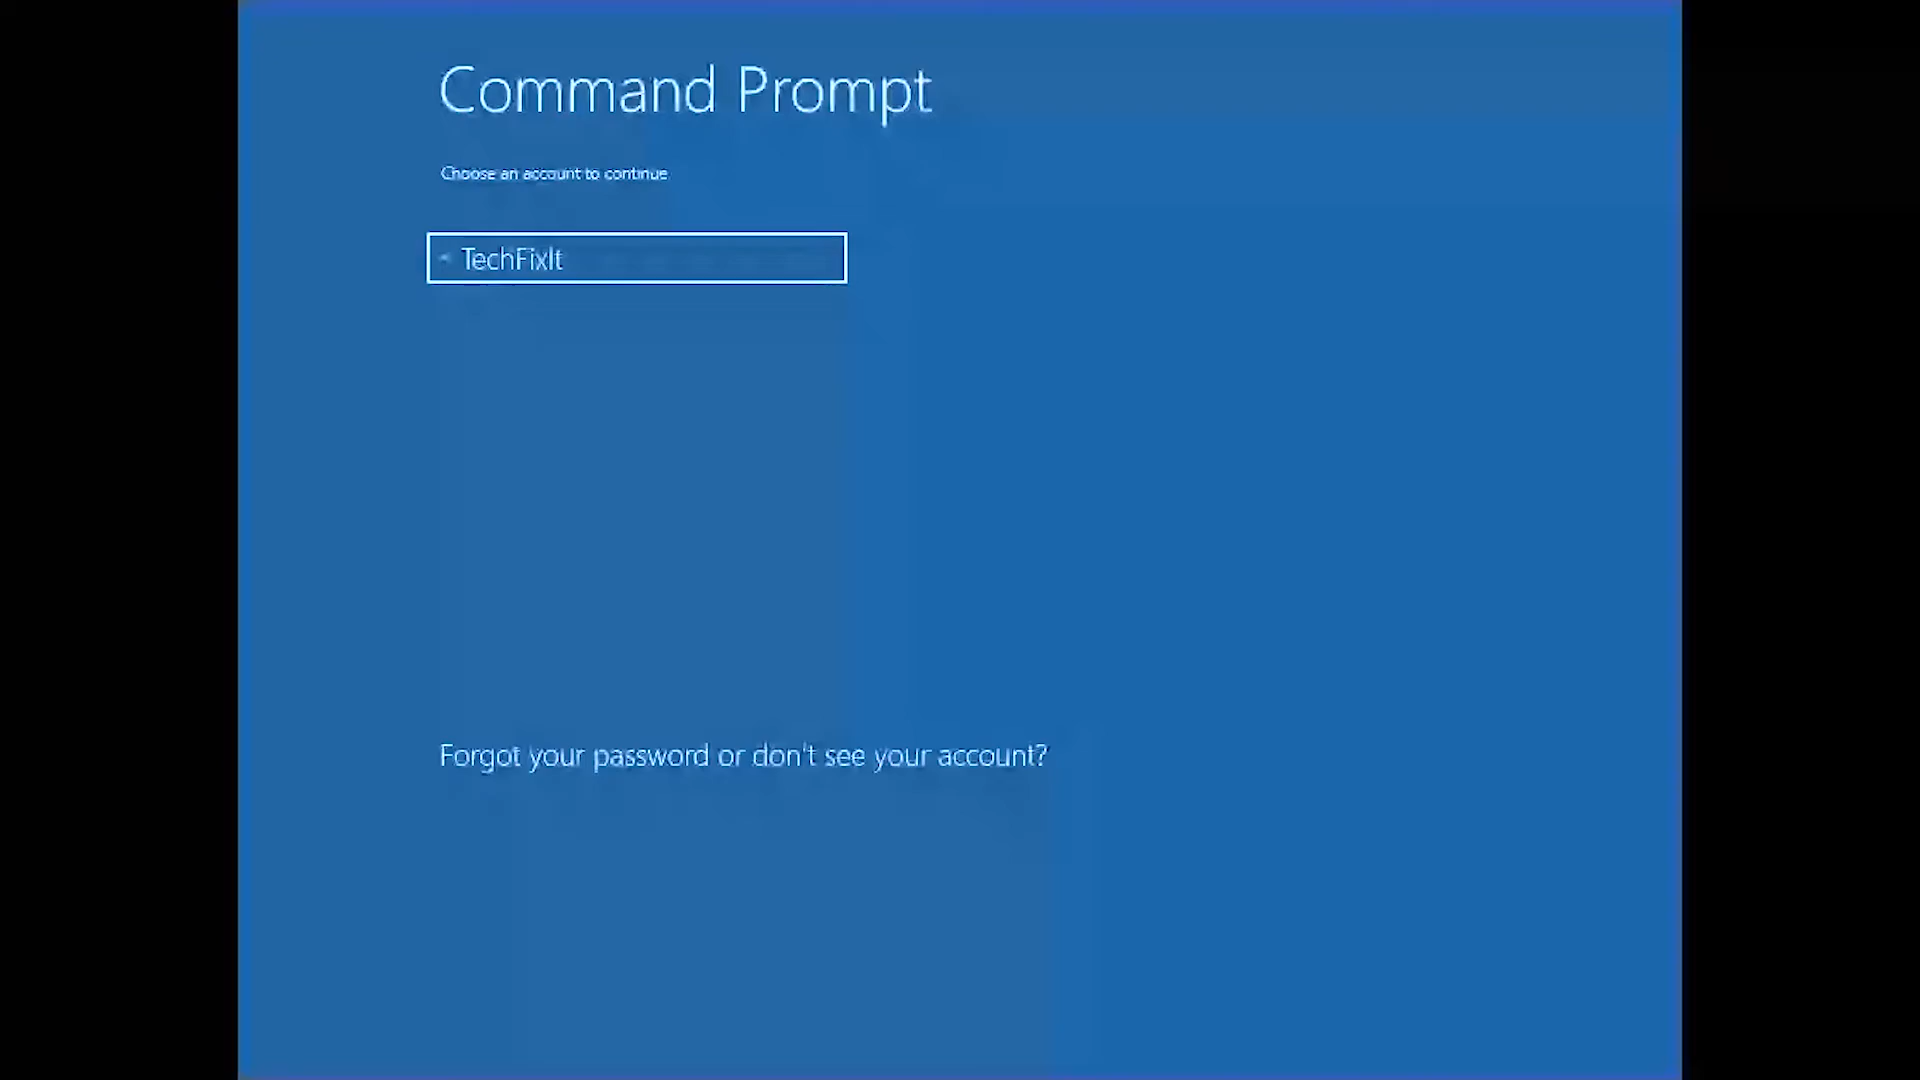 Command Prompt
Choose an account to continue
TechFixIt
Forgot your password or don't see your account?